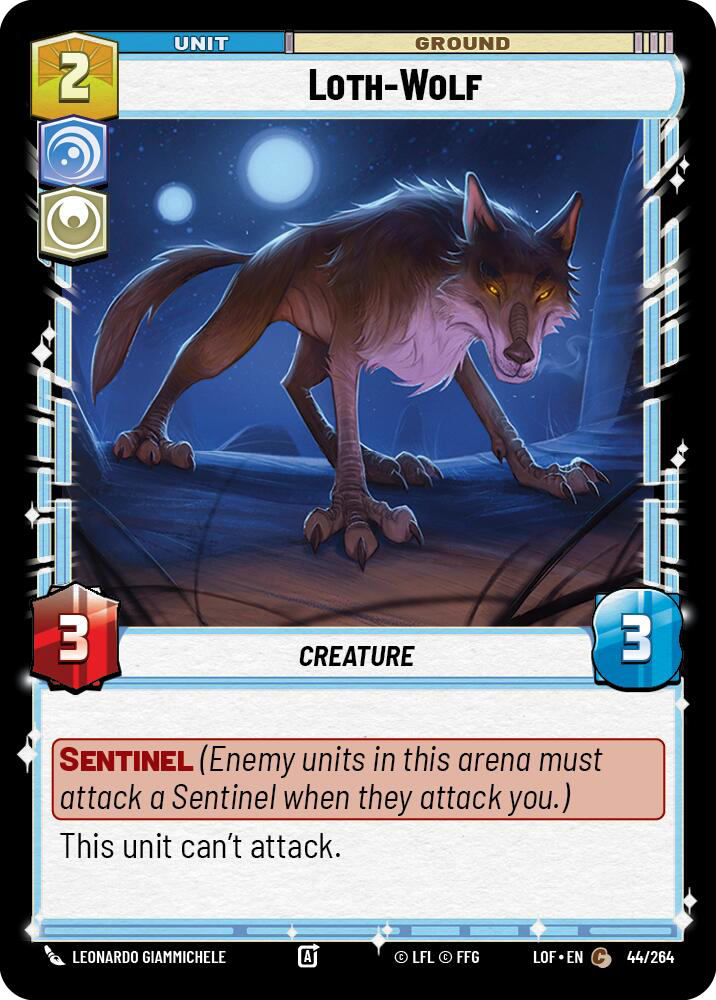 UNIT
GROUND
2
LOTH-WOLF
3
CREATURE
3
SENTINEL (Enemy units in this arena must
attack a Sentinel when they attack you.)
This unit can't attack.
LEONARDO GIAMMICHELE
A
© LFL © FFG
LOF • EN
C
44/264